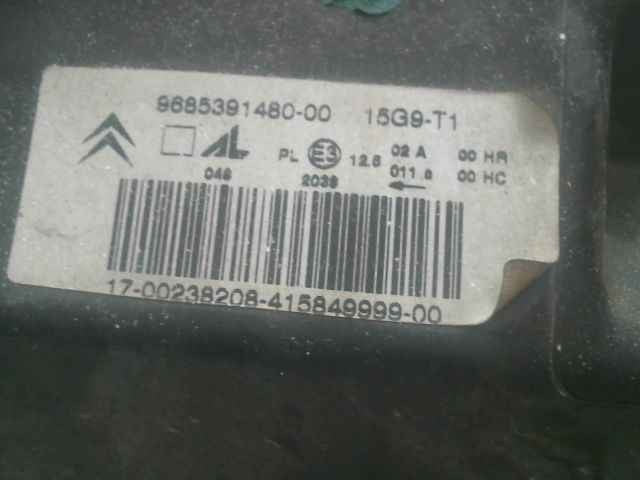 9685391480-00 15G9-T1
AL PL E3 12.5 02 A 00 HR
046 2038 011.a 00 HC
17-00238208-415849999-00